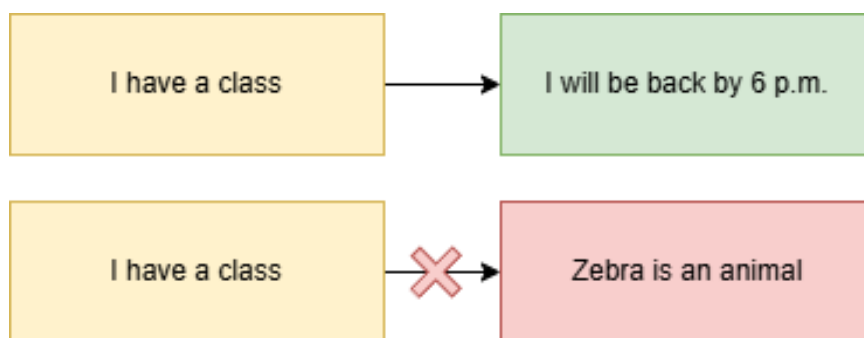 I have a class
I will be back by 6 p.m.
I have a class
Zebra is an animal